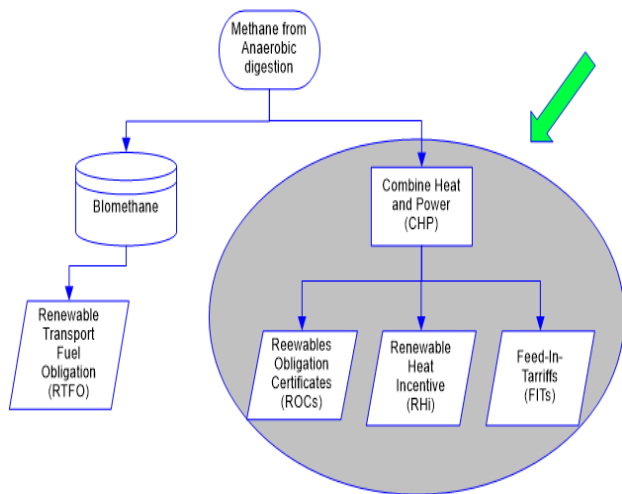 Methane from
Anaerobic
digestion
Biomethane
Combine Heat
and Power
(CHP)
Renewable
Transport
Fuel
Obligation
(RTFO)
Reewables
Obligation
Certificates
(ROCs)
Renewable
Heat
Incentive
(RHi)
Feed-In-
Tarriffs
(FITs)